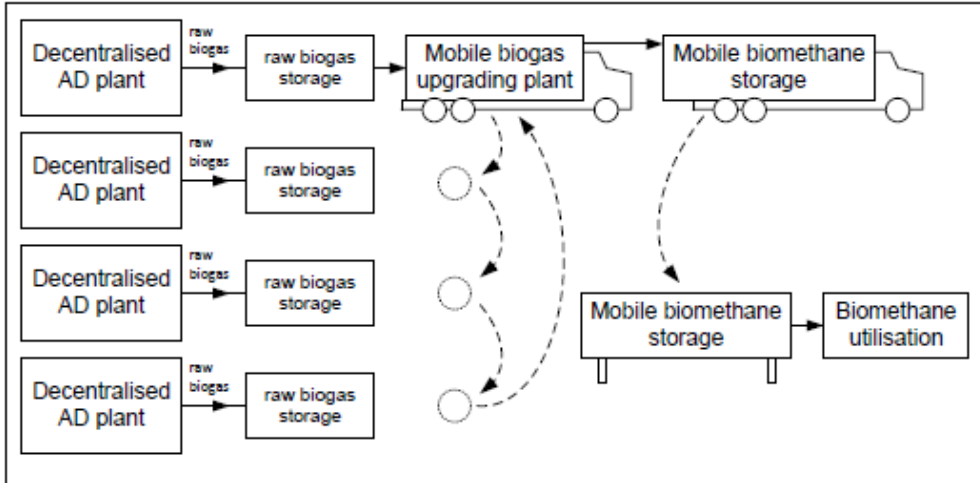 Decentralised
AD plant
raw
biogas
raw biogas
storage
Mobile biogas
upgrading plant
Mobile biomethane
storage
Decentralised
AD plant
raw
biogas
raw biogas
storage
Decentralised
AD plant
raw
biogas
raw biogas
storage
Mobile biomethane
storage
Biomethane
utilisation
Decentralised
AD plant
raw
biogas
raw biogas
storage